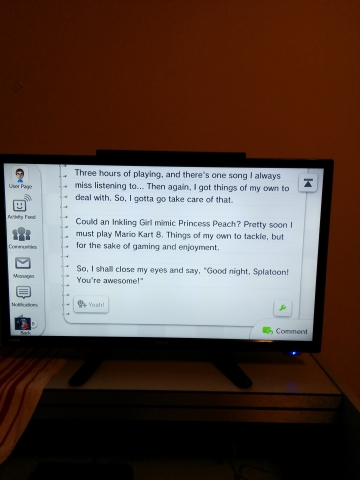 Three hours of playing, and there's one song I always
miss listening to... Then again, I got things of my own to
deal with. So, I gotta go take care of that.
Could an Inkling Girl mimic Princess Peach? Pretty soon I
must play Mario Kart 8. Things of my own to tackle, but
for the sake of gaming and enjoyment.
So, I shall close my eyes and say, "Good night, Splatoon!
You're awesome!"
Yeah!
Comment
User Page
Activity Feed
Communities
Messages
Notifications
Back